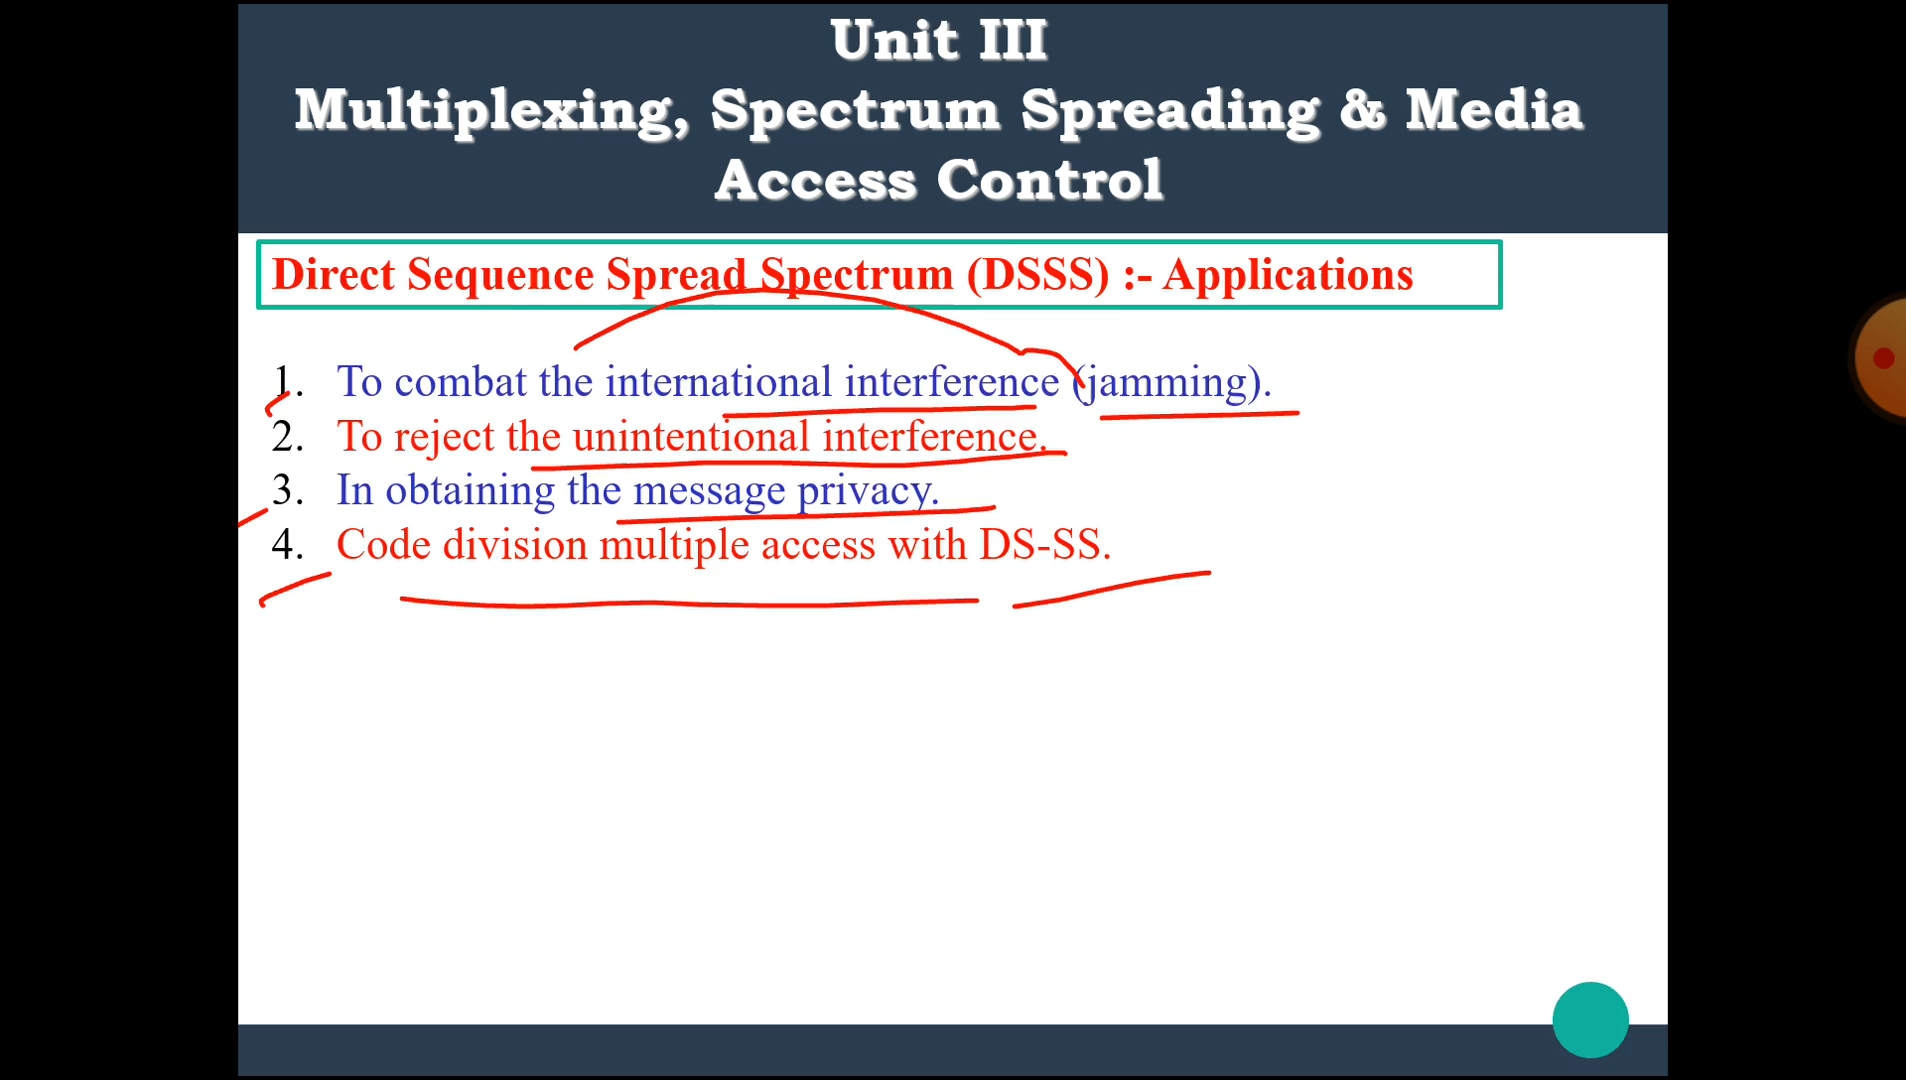 Unit III
Multiplexing, Spectrum Spreading & Media
Access Control
Direct Sequence Spread Spectrum (DSSS) :- Applications
1. To combat the international interference (jamming).
2. To reject the unintentional interference.
3. In obtaining the message privacy.
4. Code division multiple access with DS-SS.